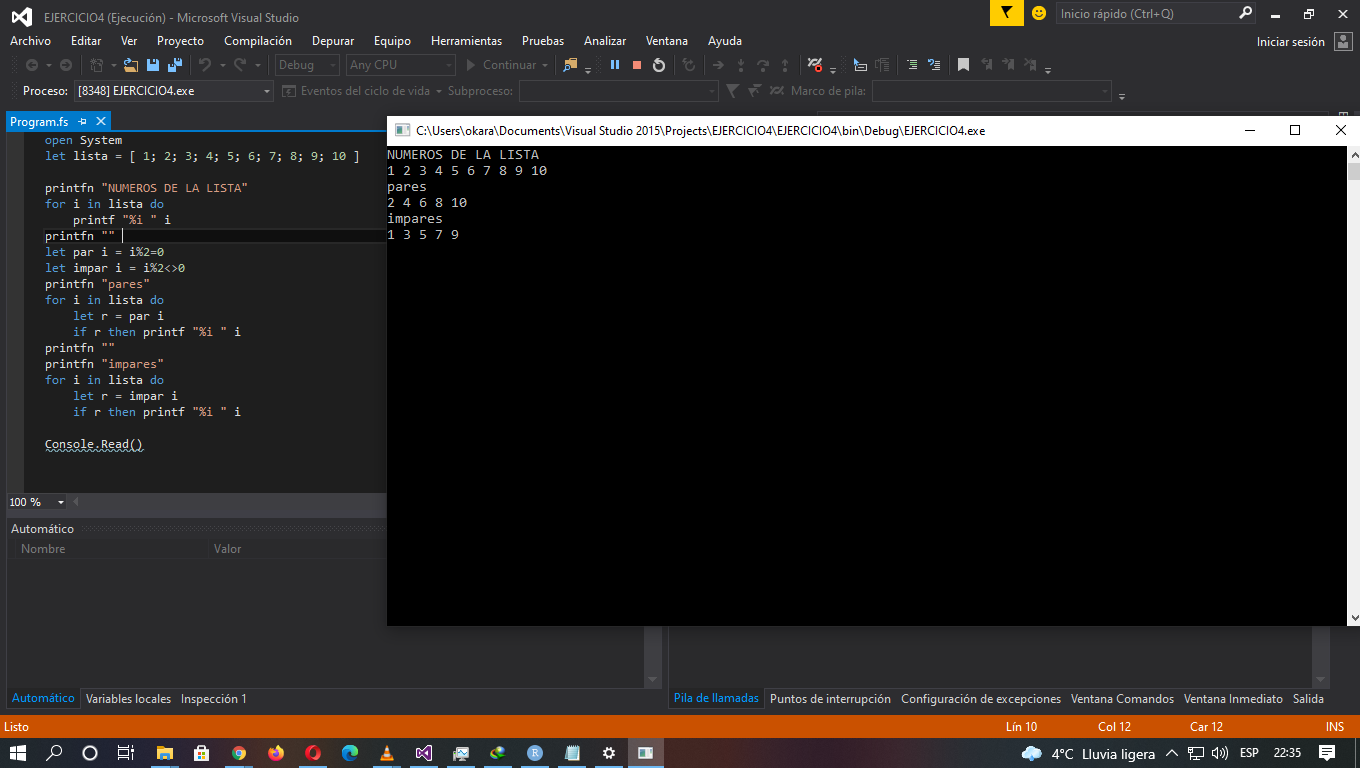 EJERCICIO4 (Ejecución) - Microsoft Visual Studio
Inicio rápido (Ctrl+Q)
Archivo Editar Ver Proyecto Compilación Depurar Equipo Herramientas Pruebas Analizar Ventana Ayuda
Iniciar sesión
Debug Any CPU Continuar
Proceso: [8348] EJERCICIO4.exe Eventos del ciclo de vida Subproceso: Marco de pila:
Program.fs
open System
let lista = [ 1; 2; 3; 4; 5; 6; 7; 8; 9; 10 ]
printfn "NUMEROS DE LA LISTA"
for i in lista do
printf "%i " i
printfn ""
let par i = i%2=0
let impar i = i%2<>0
printfn "pares"
for i in lista do
let r = par i
if r then printf "%i " i
printfn ""
printfn "impares"
for i in lista do
let r = impar i
if r then printf "%i " i
Console.Read()
100 %
C:\Users\okara\Documents\Visual Studio 2015\Projects\EJERCICIO4\EJERCICIO4\bin\Debug\EJERCICIO4.exe
NUMEROS DE LA LISTA
1 2 3 4 5 6 7 8 9 10
pares
2 4 6 8 10
impares
1 3 5 7 9
Automático
Nombre Valor
Automático Variables locales Inspección 1
Pila de llamadas Puntos de interrupción Configuración de excepciones Ventana Comandos Ventana Inmediato Salida
Listo Lín 10 Col 12 Car 12 INS
4°C Lluvia ligera ESP 22:35